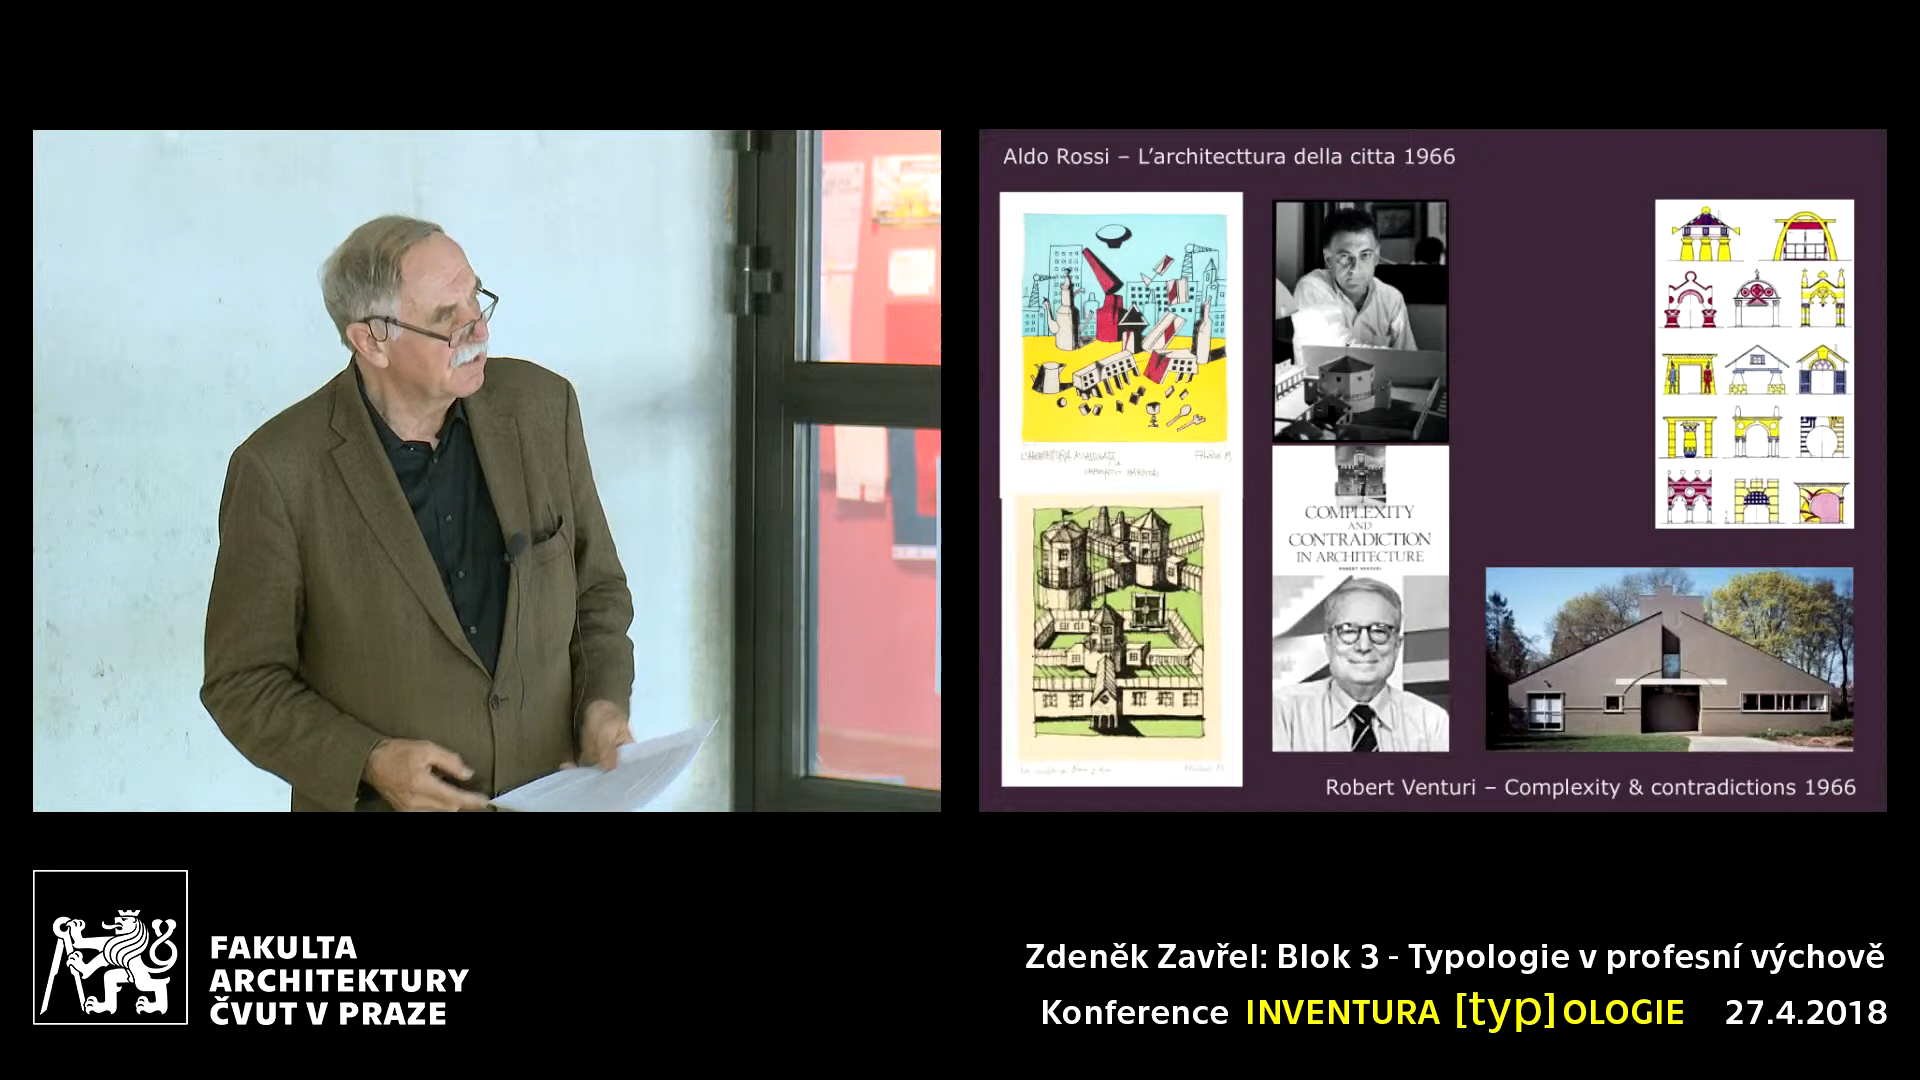 Aldo Rossi – L’architecttura della citta 1966
COMPLEXITY
AND
CONTRADICTION
IN ARCHITECTURE
ROBERT VENTURI
Robert Venturi – Complexity & contradictions 1966
FAKULTA
ARCHITEKTURY
ČVUT V PRAZE
Zdeněk Zavřel: Blok 3 - Typologie v profesní výchově
Konference INVENTURA [typ]OLOGIE 27.4.2018